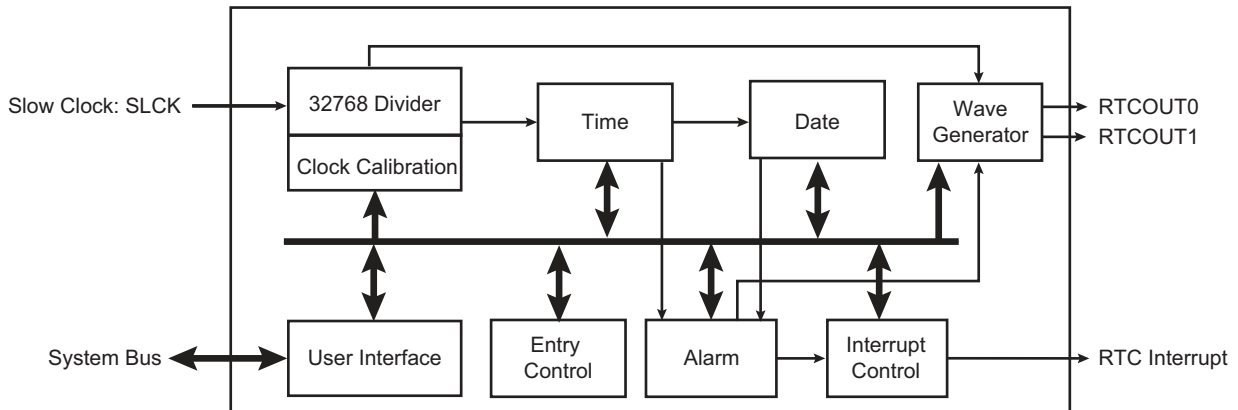 Slow Clock: SLCK
32768 Divider
Clock Calibration
Time
Date
Wave
Generator
RTCOUT0
RTCOUT1
System Bus
User Interface
Entry
Control
Alarm
Interrupt
Control
RTC Interrupt